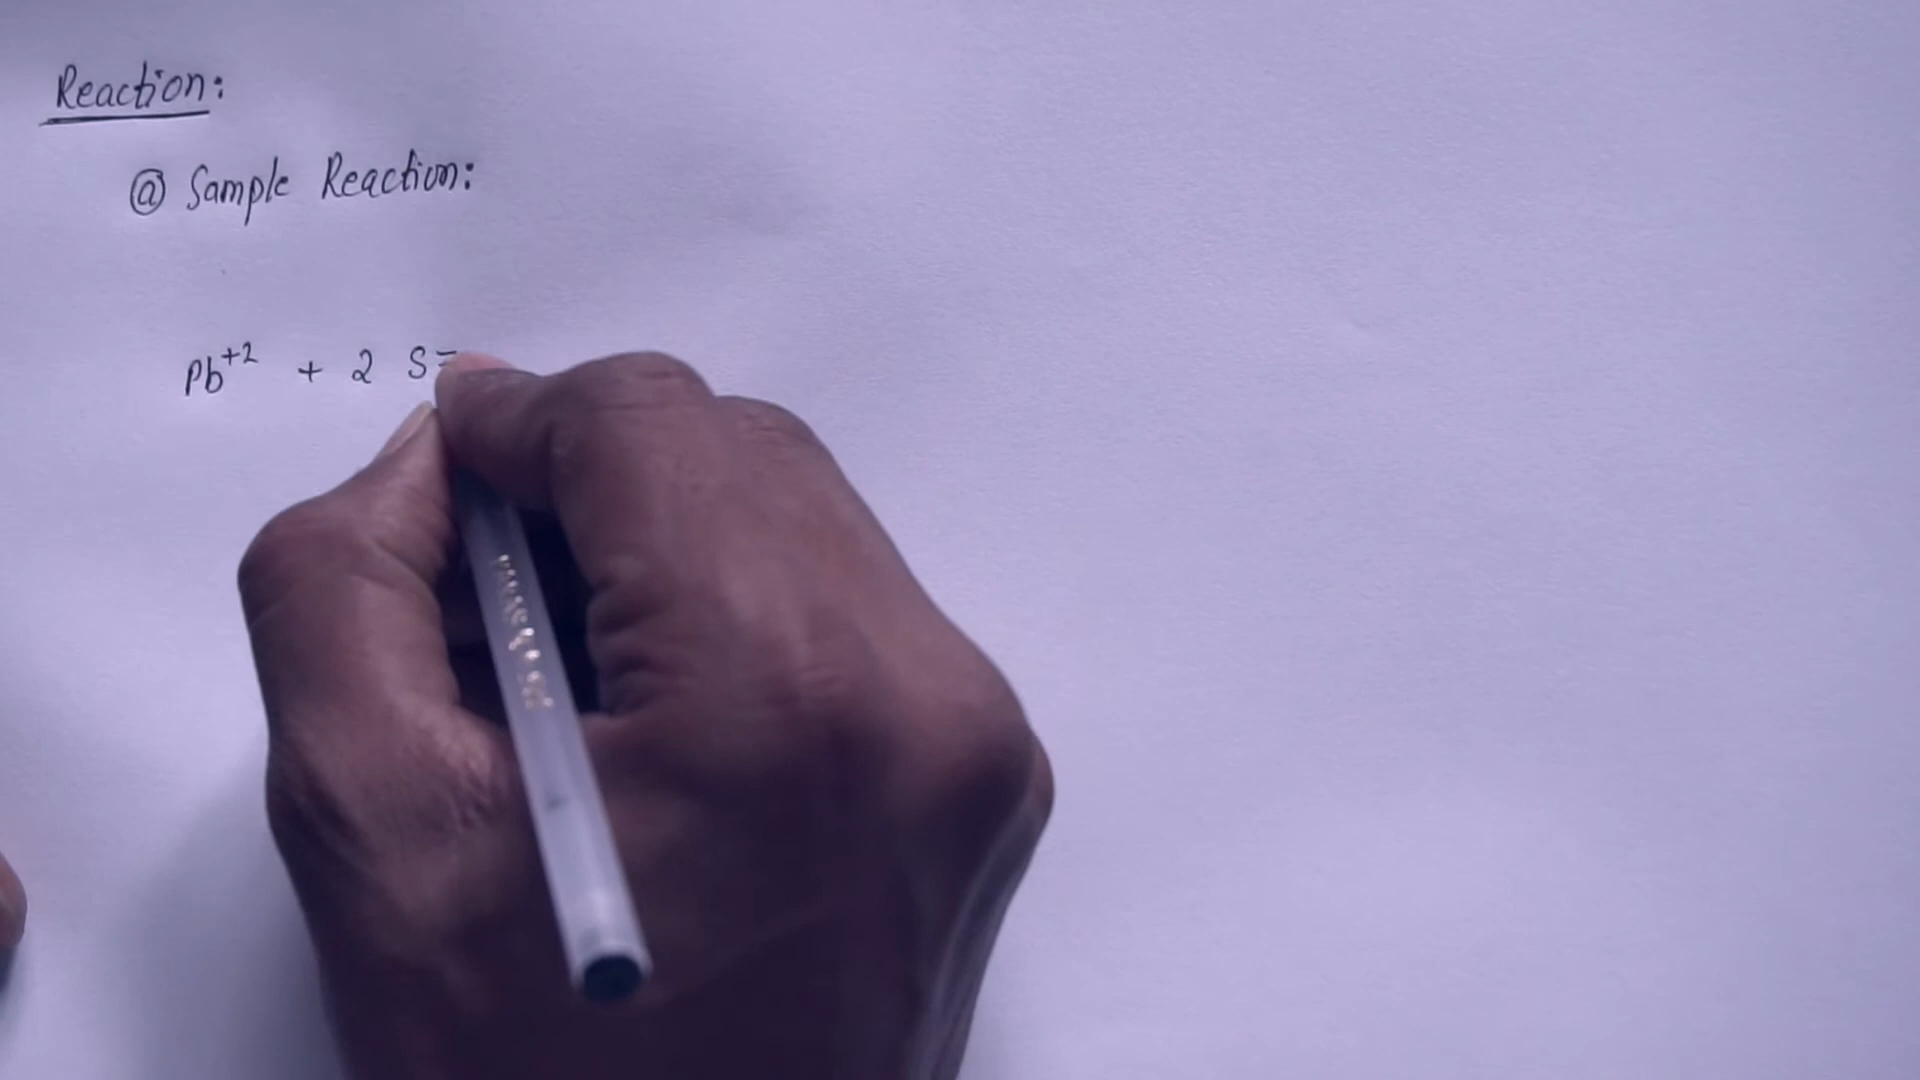 Reaction:
@ Sample Reaction:
Pb+2 + 2 S=